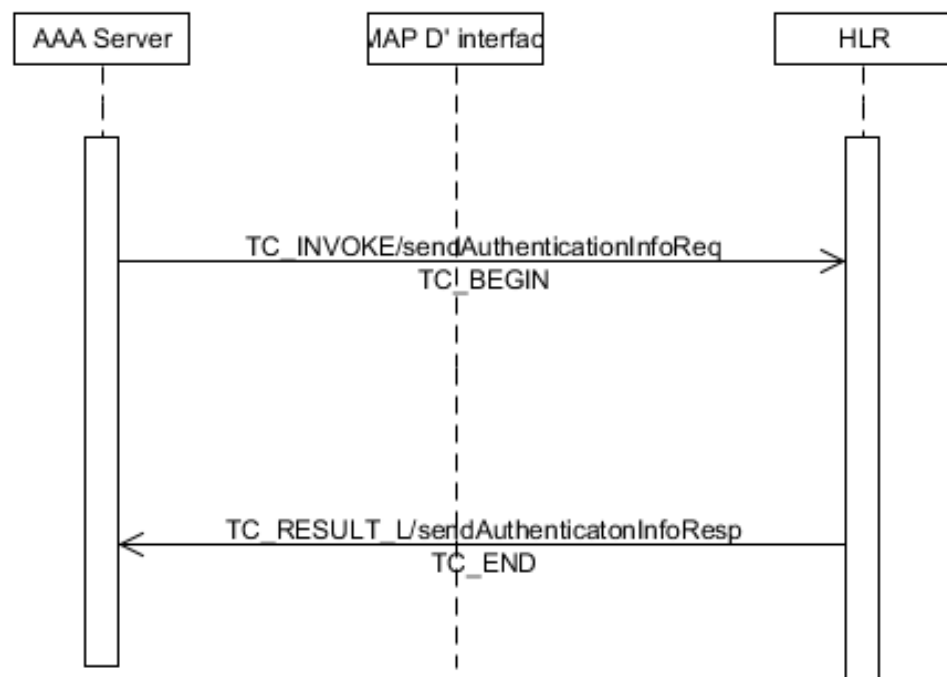 AAA Server
MAP D' interfac
HLR
TC_INVOKE/sendAuthenticationInfoReq
TC_BEGIN
TC_RESULT_L/sendAuthenticatonInfoResp
TC_END